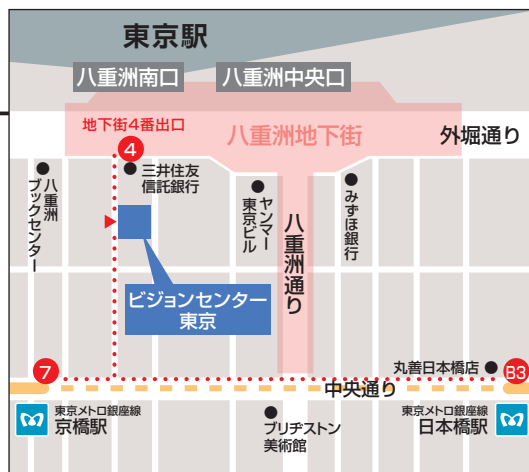 東京駅
八重洲南口
八重洲中央口
地下街4番出口
八重洲地下街
外堀通り
4
三井住友
信託銀行
八重洲
ブックセンター
ヤンマー
東京ビル
八重洲通り
みずほ銀行
ビジョンセンター
東京
7
丸善日本橋店
B3
中央通り
東京メトロ銀座線
京橋駅
ブリヂストン
美術館
東京メトロ銀座線
日本橋駅